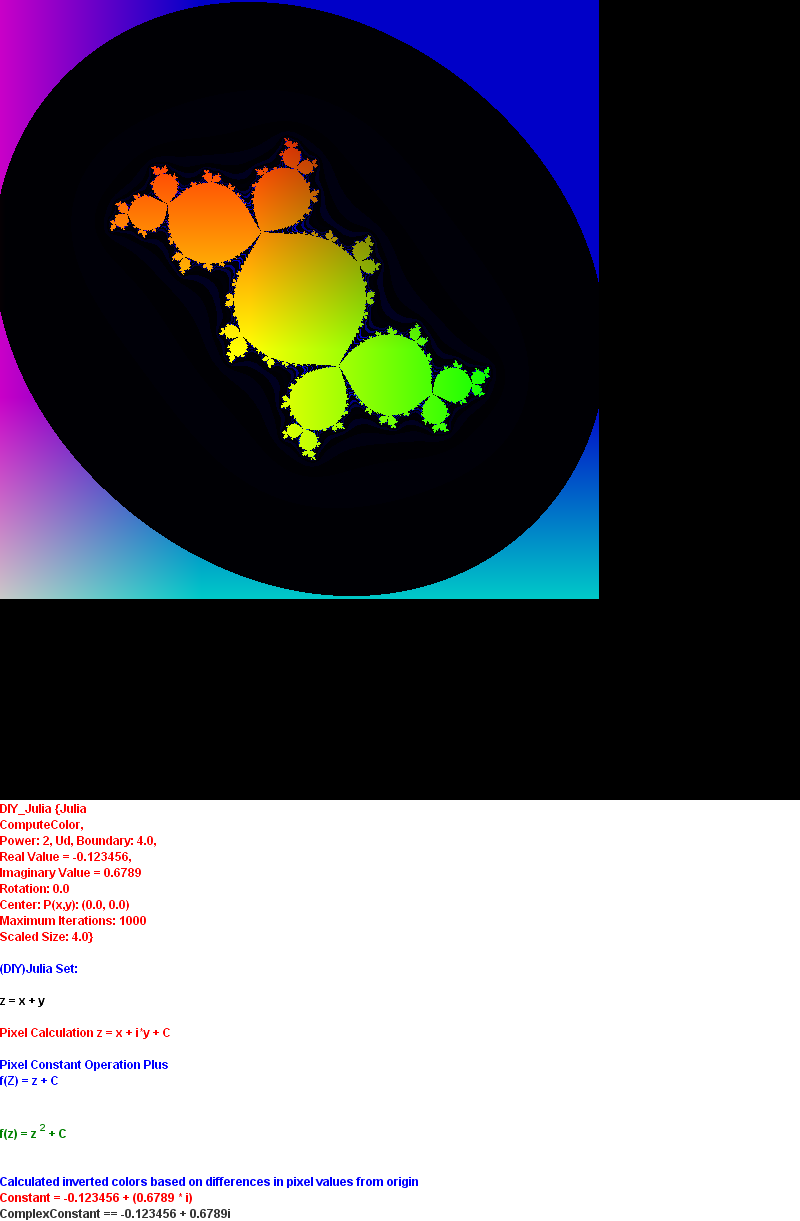 DIY_Julia {Julia
ComputeColor,
Power: 2, Ud, Boundary: 4.0,
Real Value = -0.123456,
Imaginary Value = 0.6789
Rotation: 0.0
Center: P(x,y): (0.0, 0.0)
Maximum Iterations: 1000
Scaled Size: 4.0}
(DIY)Julia Set:
z = x + y
Pixel Calculation z = x + i*y + C
Pixel Constant Operation Plus
f(Z) = z + C
f(z) = z 2 + C
Calculated inverted colors based on differences in pixel values from origin
Constant = -0.123456 + (0.6789 * i)
ComplexConstant == -0.123456 + 0.6789i